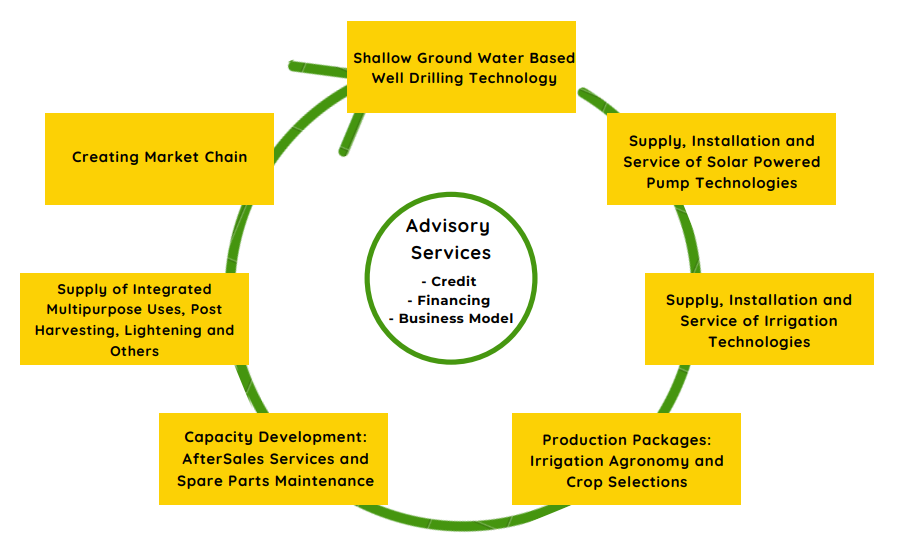 Shallow Ground Water Based
Well Drilling Technology
Supply, Installation and
Service of Solar Powered
Pump Technologies
Supply, Installation and
Service of Irrigation
Technologies
Production Packages:
Irrigation Agronomy and
Crop Selections
Capacity Development:
AfterSales Services and
Spare Parts Maintenance
Supply of Integrated
Multipurpose Uses, Post
Harvesting, Lightening and
Others
Creating Market Chain
Advisory
Services
- Credit
- Financing
- Business Model